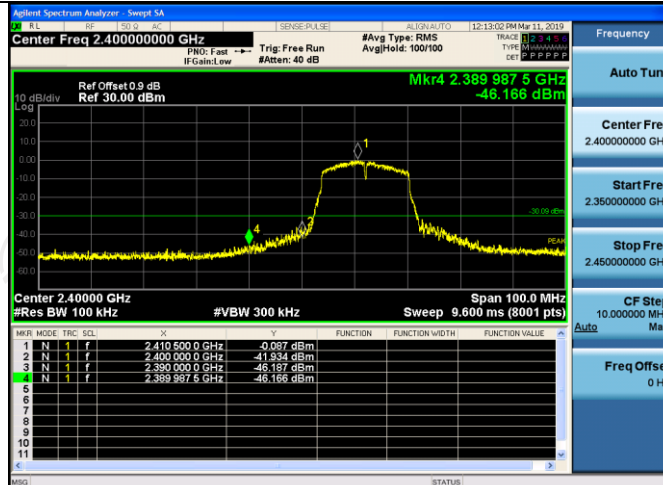 Agilent Spectrum Analyzer - Swept SA
RL RF 50 Ω AC SENSE:PULSE ALIGNAUTO 12:13:02 PM Mar 11, 2019
Center Freq 2.400000000 GHz
PNO: Fast
IFGain:Low
Trig: Free Run
#Atten: 40 dB
#Avg Type: RMS
Avg|Hold: 100/100
TRACE 1 2 3 4 5 6
TYPE M
DET P P P P P P
Ref Offset 0.9 dB
10 dB/div Ref 30.00 dBm
Log
Mkr4 2.389 987 5 GHz
-46.166 dBm
20.0
10.0
0.00
-10.0
-20.0
-30.0
-40.0
-50.0
-60.0
1
2
4
-30.09 dBm
PEAK
Center 2.40000 GHz Span 100.0 MHz
#Res BW 100 kHz #VBW 300 kHz Sweep 9.600 ms (8001 pts)
MKR MODE TRC SCL X Y FUNCTION FUNCTION WIDTH FUNCTION VALUE
1 N 1 f 2.410 500 0 GHz -0.087 dBm
2 N 1 f 2.400 000 0 GHz -41.934 dBm
3 N 1 f 2.390 000 0 GHz -46.187 dBm
4 N 1 f 2.389 987 5 GHz -46.166 dBm
5
6
7
8
9
10
11
MSG STATUS
Frequency
Auto Tun
Center Fre
2.400000000 GH
Start Fre
2.350000000 GH
Stop Fre
2.450000000 GH
CF Ste
10.000000 MH
Auto Ma
Freq Offse
0 H